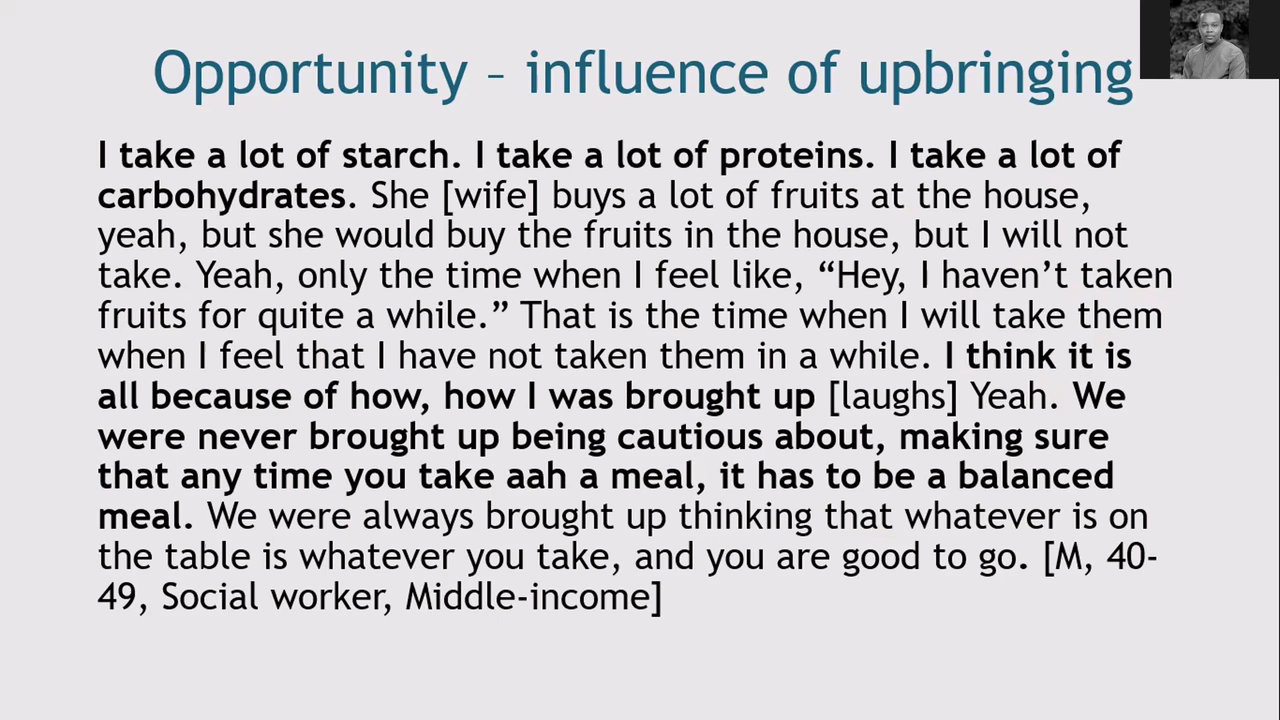 Opportunity – influence of upbringing
I take a lot of starch. I take a lot of proteins. I take a lot of
carbohydrates. She [wife] buys a lot of fruits at the house,
yeah, but she would buy the fruits in the house, but I will not
take. Yeah, only the time when I feel like, “Hey, I haven’t taken
fruits for quite a while.” That is the time when I will take them
when I feel that I have not taken them in a while. I think it is
all because of how, how I was brought up [laughs] Yeah. We
were never brought up being cautious about, making sure
that any time you take aah a meal, it has to be a balanced
meal. We were always brought up thinking that whatever is on
the table is whatever you take, and you are good to go. [M, 40-
49, Social worker, Middle-income]